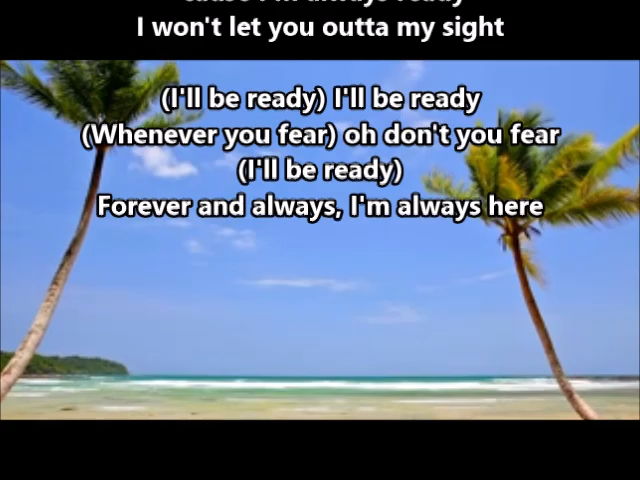 cause I'm always ready
I won't let you outta my sight
(I'll be ready) I'll be ready
(Whenever you fear) oh don't you fear
(I'll be ready)
Forever and always, I'm always here